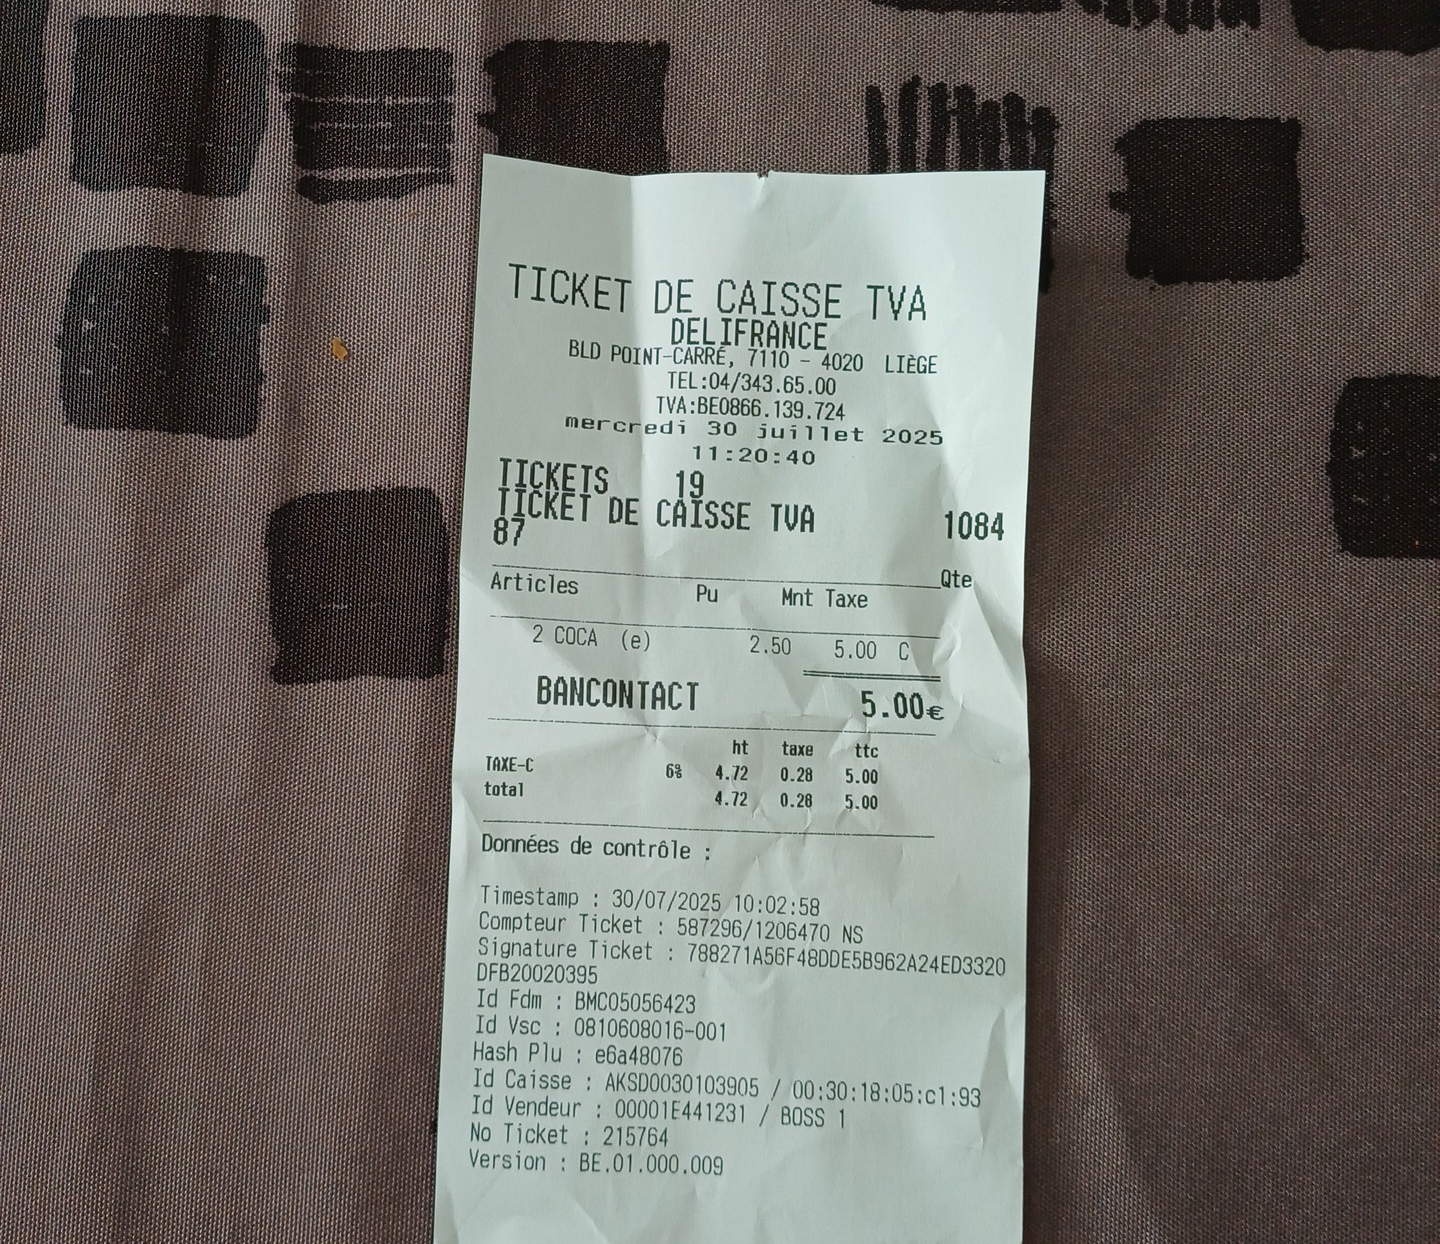 TICKET DE CAISSE TVA
DELIFRANCE
BLD POINT-CARRÉ, 7110 - 4020 LIÈGE
TEL:04/343.65.00
TVA:BE0866.139.724
mercredi 30 juillet 2025
11:20:40
TICKETS 19
TICKET DE CAISSE TVA 1084
87
Qte
Articles Pu Mnt Taxe
2 COCA (e) 2.50 5.00 C
BANCONTACT 5.00€
ht taxe ttc
TAXE-C 6% 4.72 0.28 5.00
total 4.72 0.28 5.00
Données de contrôle :
Timestamp : 30/07/2025 10:02:58
Compteur Ticket : 587296/1206470 NS
Signature Ticket : 788271A56F48DDE5B962A24ED3320
DFB20020395
Id Fdm : BMC05056423
Id Vsc : 0810608016-001
Hash Plu : e6a48076
Id Caisse : AKSD0030103905 / 00:30:18:05:c1:93
Id Vendeur : 00001E441231 / BOSS 1
No Ticket : 215764
Version : BE.01.000.009